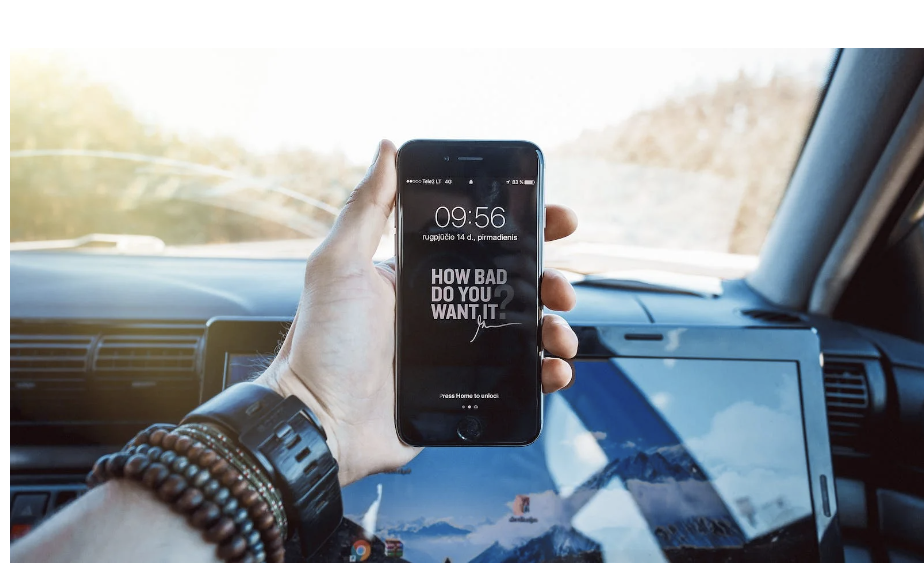 Tele2 LT 4G 83 %
09:56
rugpjūčio 14 d., pirmadienis
HOW BAD
DO YOU
WANT IT?
Press Home to unlock